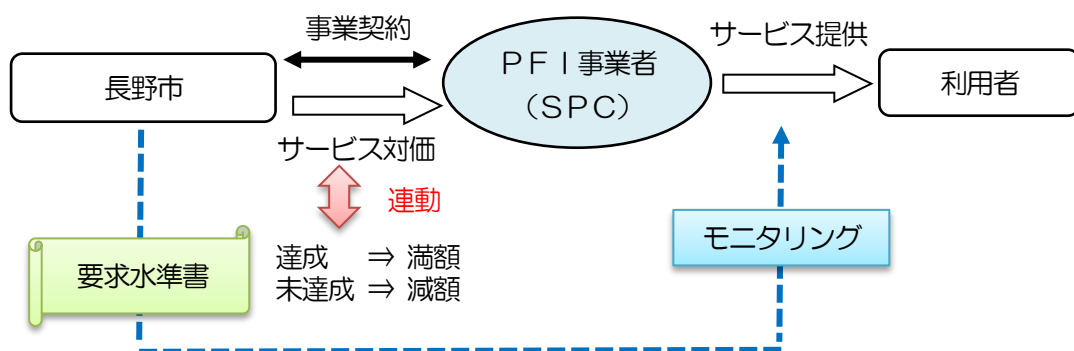 事業契約
サービス提供
長野市
ＰＦＩ事業者
（ＳＰＣ）
利用者
サービス対価
連動
達成　⇒ 満額
未達成 ⇒ 減額
要求水準書
モニタリング